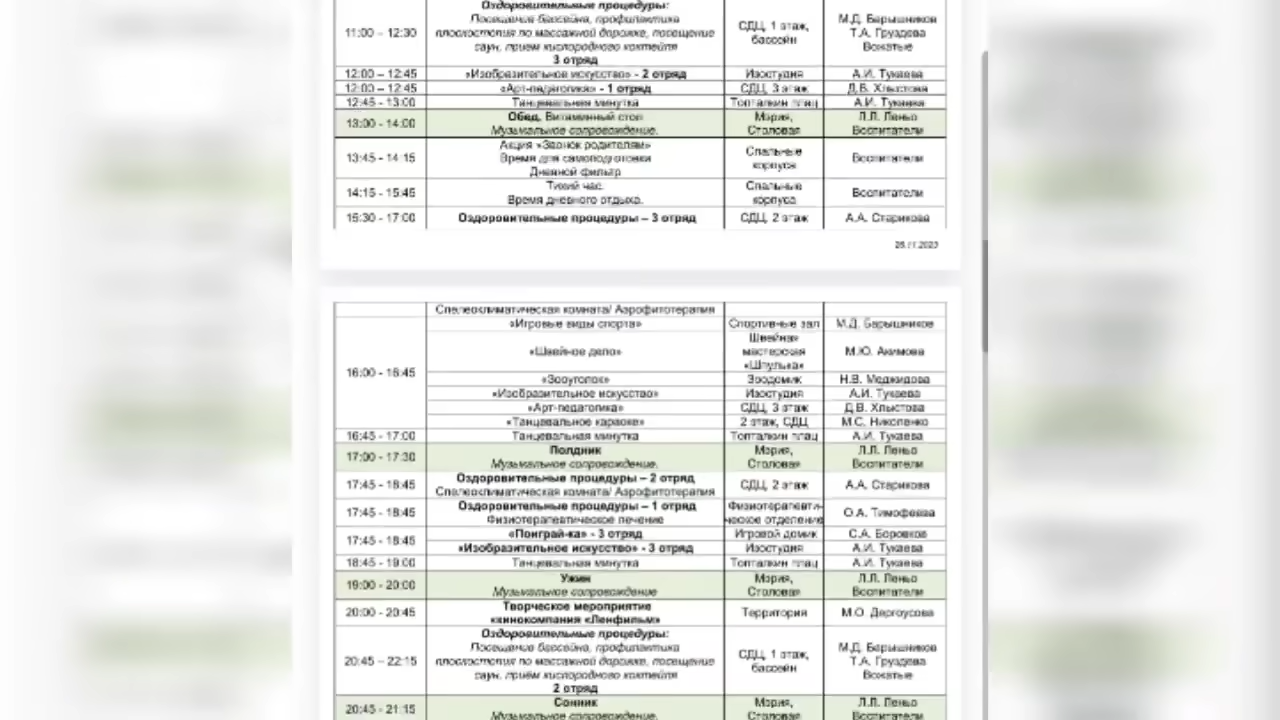 Оздоровительные процедуры:
Посещение бассейна, профилактика
плоскостопия по массажной дорожке, посещение
саун, приём кислородного коктейля
3 отряд
11:00 – 12:30
СДЦ, 1 этаж,
бассейн
М.Д. Барышников
Т.А. Груздева
Вожатые
12:00 – 12:45 «Изобразительное искусство» - 2 отряд Изостудия А.И. Тукаева
12:00 – 12:45 «Арт-педагогика» - 1 отряд СДЦ, 3 этаж Д.В. Хлыстова
12:45 - 13:00 Танцевальная минутка Топталкин плац А.И. Тукаева
13:00 - 14:00
Обед. Витаминный стол
Музыкальное сопровождение.
Мэрия,
Столовая
Л.Л. Леньо
Воспитатели
13:45 - 14:15
Акция «Звонок родителям»
Время для самоподготовки
Дневной фильтр
Спальные
корпуса
Воспитатели
14:15 - 15:45
Тихий час.
Время дневного отдыха.
Спальные
корпуса
Воспитатели
15:30 - 17:00 Оздоровительные процедуры – 3 отряд СДЦ, 2 этаж А.А. Старикова
Спелеоклиматическая комната/ Аэрофитотерапия
16:00 - 16:45
«Игровые виды спорта» Спортивные зал М.Д. Барышников
«Швейное дело»
Швейная
мастерская
«Шпулька»
М.Ю. Акимова
«Зооуголок» Зоодомик Н.В. Меджидова
«Изобразительное искусство» Изостудия А.И. Тукаева
«Арт-педагогика» СДЦ, 3 этаж Д.В. Хлыстова
«Танцевальное караоке» 2 этаж, СДЦ М.С. Николенко
16:45 - 17:00 Танцевальная минутка Топталкин плац А.И. Тукаева
17:00 - 17:30
Полдник
Музыкальное сопровождение.
Мэрия,
Столовая
Л.Л. Леньо
Воспитатели
17:45 - 18:45
Оздоровительные процедуры – 2 отряд
Спелеоклиматическая комната/ Аэрофитотерапия
СДЦ, 2 этаж
А.А. Старикова
17:45 - 18:45
Оздоровительные процедуры – 1 отряд
Физиотерапевтическое лечение
Физиотерапевти-
ческое отделение
О.А. Тимофеева
17:45 - 18:45
«Поиграй-ка» - 3 отряд Игровой домик С.А. Боровков
«Изобразительное искусство» - 3 отряд Изостудия А.И. Тукаева
18:45 - 19:00 Танцевальная минутка Топталкин плац А.И. Тукаева
19:00 - 20:00
Ужин
Музыкальное сопровождение
Мэрия,
Столовая
Л.Л. Леньо
Воспитатели
20:00 - 20:45
Творческое мероприятие
«кинокомпания «Ленфильм»
Территория
М.О. Дергоусова
20:45 – 22:15
Оздоровительные процедуры:
Посещение бассейна, профилактика
плоскостопия по массажной дорожке, посещение
саун, приём кислородного коктейля
2 отряд
СДЦ, 1 этаж,
бассейн
М.Д. Барышников
Т.А. Груздева
Вожатые
20:45 - 21:15
Сонник
Музыкальное сопровождение.
Мэрия,
Столовая
Л.Л. Леньо
Воспитатели